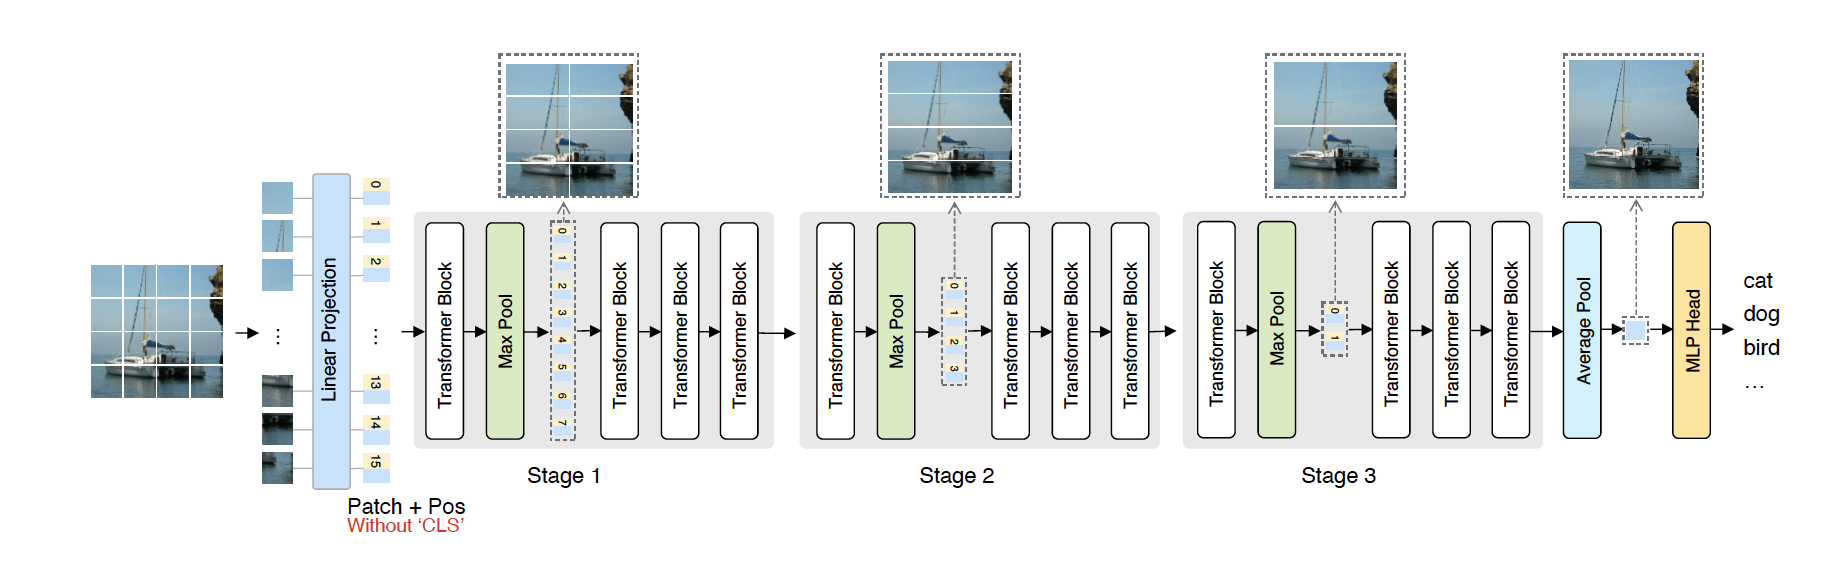 0
1
2
...
13
14
15
Linear Projection
Patch + Pos
Without 'CLS'
Transformer Block
Max Pool
0
1
2
3
4
5
6
7
Transformer Block
Transformer Block
Transformer Block
Stage 1
Transformer Block
Max Pool
0
1
2
3
Transformer Block
Transformer Block
Transformer Block
Stage 2
Transformer Block
Max Pool
0
1
Transformer Block
Transformer Block
Transformer Block
Stage 3
Average Pool
MLP Head
cat
dog
bird
...